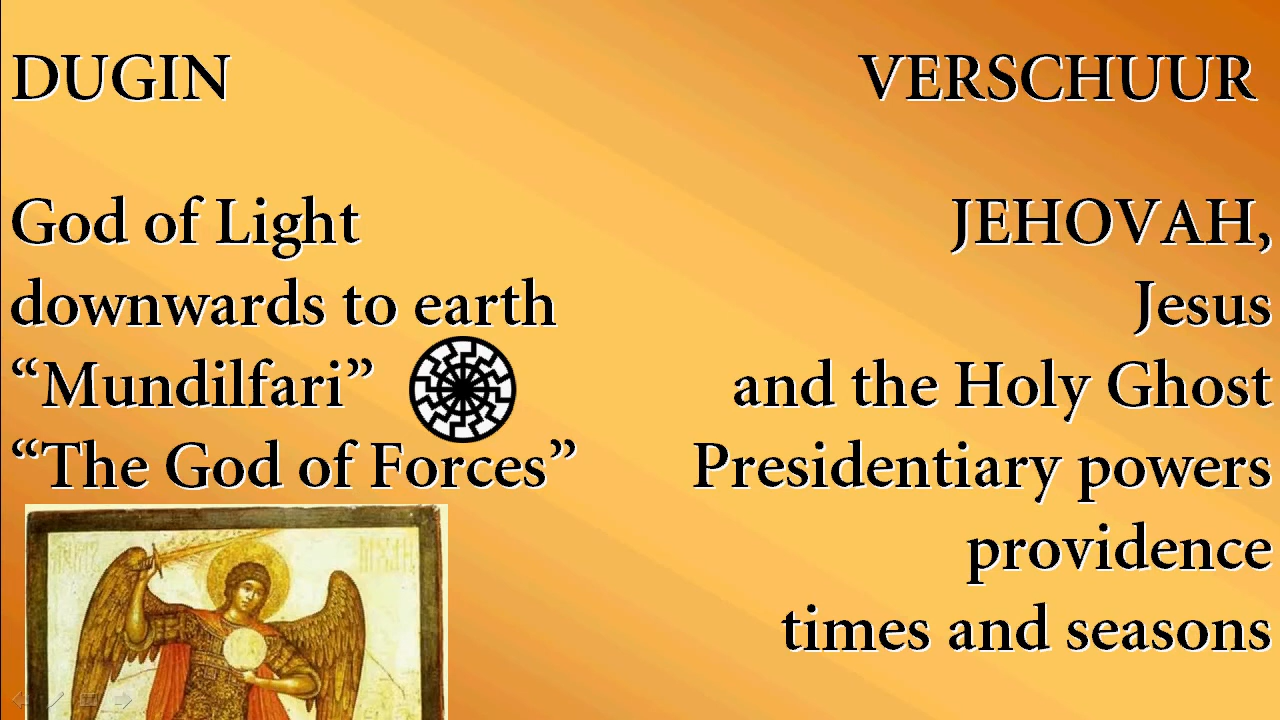 DUGIN
God of Light
downwards to earth
“Mundilfari”
“The God of Forces”
VERSCHUUR
JEHOVAH,
Jesus
and the Holy Ghost
Presidentiary powers
providence
times and seasons